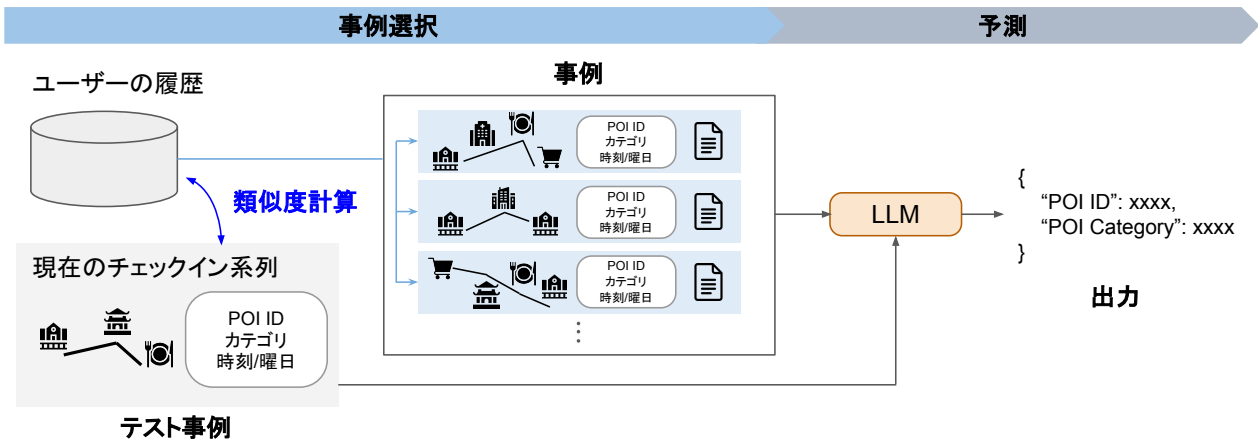 事例選択
予測
ユーザーの履歴
事例
類似度計算
POI ID
カテゴリ
時刻/曜日
POI ID
カテゴリ
時刻/曜日
POI ID
カテゴリ
時刻/曜日
⋮
現在のチェックイン系列
POI ID
カテゴリ
時刻/曜日
テスト事例
LLM
{
“POI ID”: xxxx,
“POI Category”: xxxx
}
出力